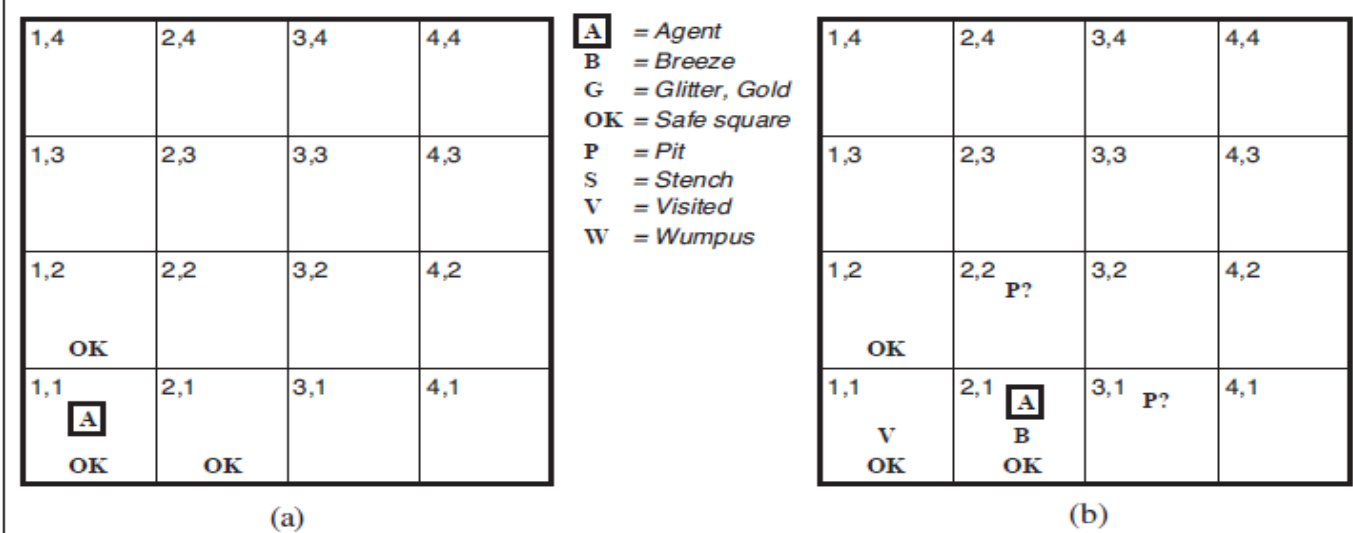 1,4 2,4 3,4 4,4
1,3 2,3 3,3 4,3
1,2 2,2 3,2 4,2
OK
1,1 2,1 3,1 4,1
A
OK OK
(a)
A = Agent
B = Breeze
G = Glitter, Gold
OK = Safe square
P = Pit
S = Stench
V = Visited
W = Wumpus
1,4 2,4 3,4 4,4
1,3 2,3 3,3 4,3
1,2 2,2 3,2 4,2
P?
OK
1,1 2,1 A 3,1 P? 4,1
V B
OK OK
(b)